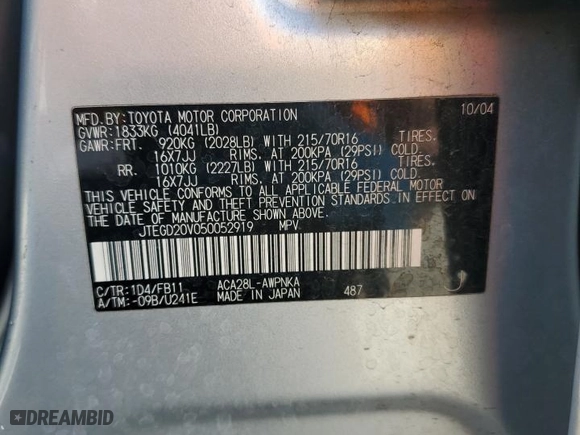 MFD.BY:TOYOTA MOTOR CORPORATION 10/04
GVWR:1833KG (4041LB)
GAWR:FRT. 920KG (2028LB) WITH 215/70R16 TIRES.
16X7JJ RIMS. AT 200KPA (29PSI) COLD
RR. 1010KG (2227LB) WITH 215/70R16 TIRES.
16X7JJ RIMS. AT 200KPA (29PSI) COLD
THIS VEHICLE CONFORMS TO ALL APPLICABLE FEDERAL MOTOR
VEHICLE SAFETY AND THEFT PREVENTION STANDARDS IN EFFECT ON
THE DATE OF MANUFACTURE SHOWN ABOVE.
JTEGD20V050052919 MPV
C/TR:1D4/FB11 ACA28L-AWPNKA
A/TM:-09B/U241E MADE IN JAPAN 487
DREAMBID